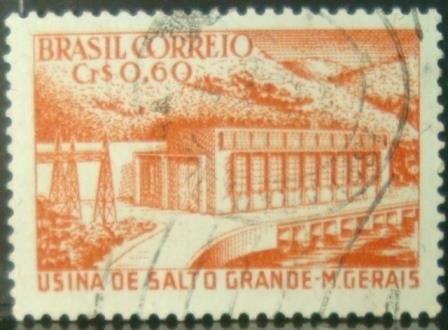 BRASIL CORREIO
Cr$ 0,60
USINA DE SALTO GRANDE-M.GERAIS